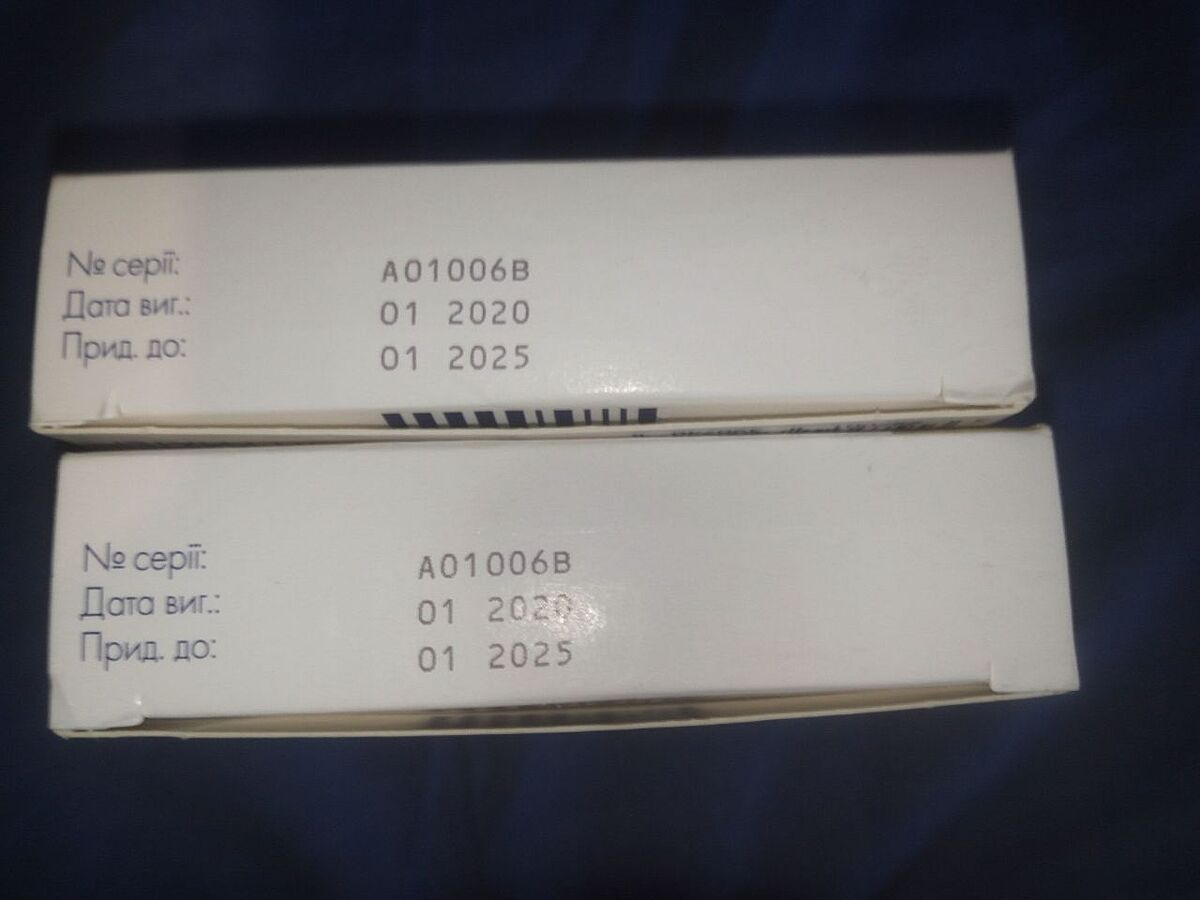 № серії: A01006B
Дата виг.: 01 2020
Прид. до: 01 2025
№ серії: A01006B
Дата виг.: 01 2020
Прид. до: 01 2025